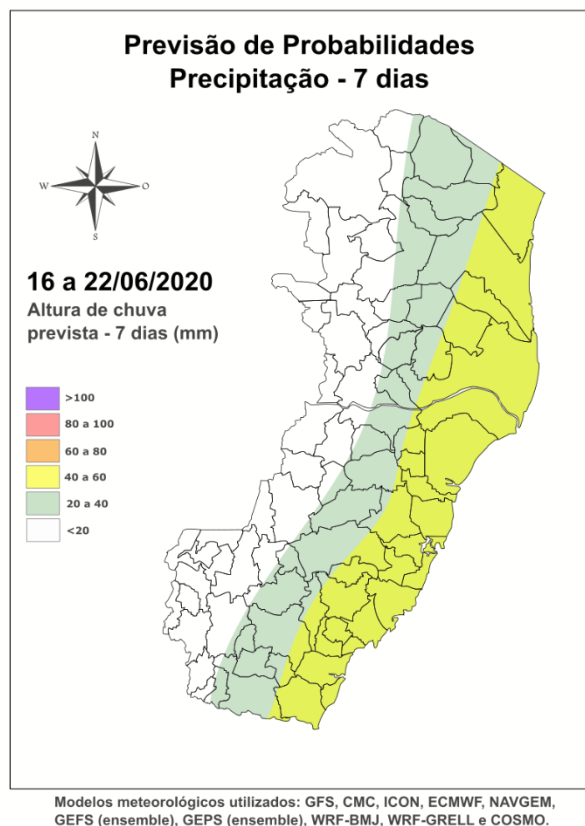 Previsão de Probabilidades
Precipitação - 7 dias
N
W
O
S
16 a 22/06/2020
Altura de chuva
prevista - 7 dias (mm)
>100
80 a 100
60 a 80
40 a 60
20 a 40
<20
Modelos meteorológicos utilizados: GFS, CMC, ICON, ECMWF, NAVGEM,
GEFS (ensemble), GEPS (ensemble), WRF-BMJ, WRF-GRELL e COSMO.